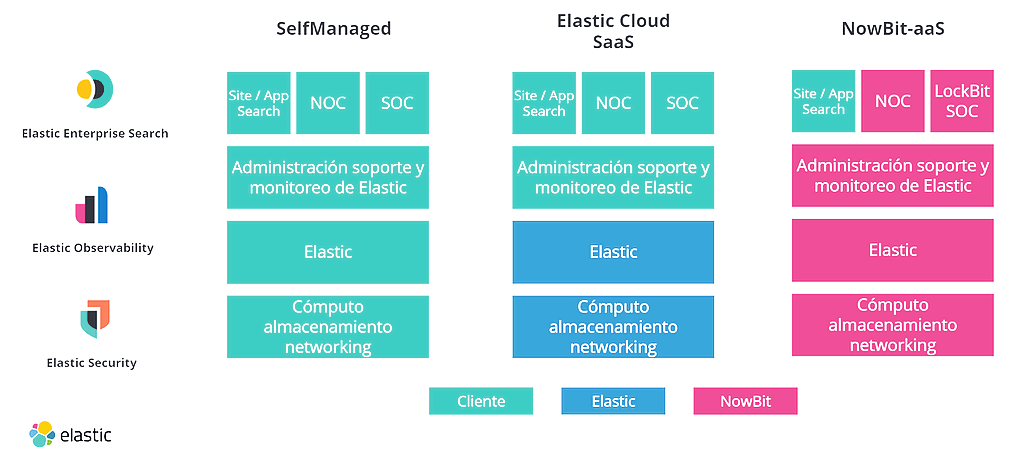 SelfManaged
Elastic Cloud
SaaS
NowBit-aaS
Elastic Enterprise Search
Elastic Observability
Elastic Security
elastic
Site / App
Search
NOC
SOC
Administración soporte y
monitoreo de Elastic
Elastic
Cómputo
almacenamiento
networking
Site / App
Search
NOC
SOC
Administración soporte y
monitoreo de Elastic
Elastic
Cómputo
almacenamiento
networking
Site / App
Search
NOC
LockBit
SOC
Administración soporte y
monitoreo de Elastic
Elastic
Cómputo
almacenamiento
networking
Cliente
Elastic
NowBit